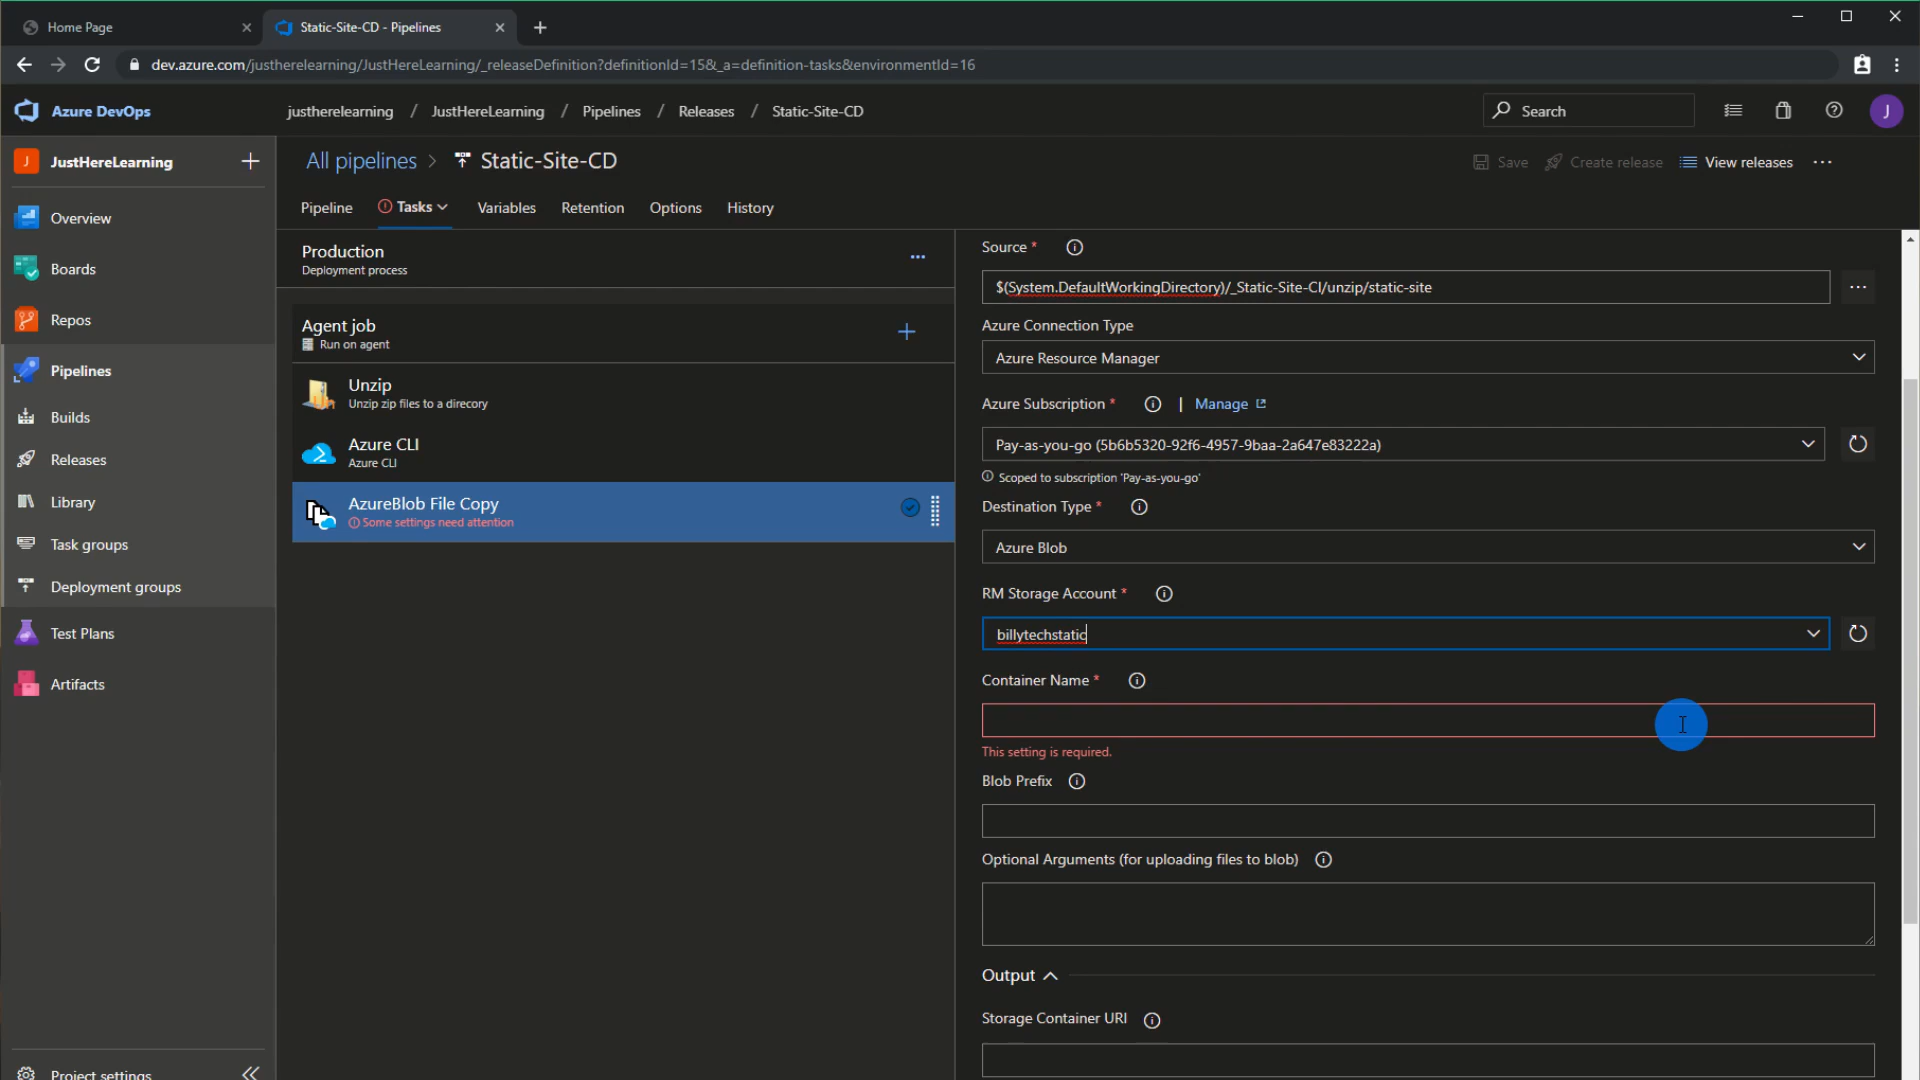 Home Page
Static-Site-CD - Pipelines
dev.azure.com/justherelearning/JustHereLearning/_releaseDefinition?definitionId=15&_a=definition-tasks&environmentId=16
Azure DevOps
justherelearning / JustHereLearning / Pipelines / Releases / Static-Site-CD
Search
J
J JustHereLearning
Overview
Boards
Repos
Pipelines
Builds
Releases
Library
Task groups
Deployment groups
Test Plans
Artifacts
Project settings
All pipelines > Static-Site-CD
Save
Create release
View releases
Pipeline
Tasks
Variables
Retention
Options
History
Production
Deployment process
Agent job
Run on agent
Unzip
Unzip zip files to a direcory
Azure CLI
Azure CLI
AzureBlob File Copy
Some settings need attention
Source *
$(System.DefaultWorkingDirectory)/_Static-Site-CI/unzip/static-site
Azure Connection Type
Azure Resource Manager
Azure Subscription * | Manage
Pay-as-you-go (5b6b5320-92f6-4957-9baa-2a647e83222a)
Scoped to subscription 'Pay-as-you-go'
Destination Type *
Azure Blob
RM Storage Account *
billytechstatic
Container Name *
This setting is required.
Blob Prefix
Optional Arguments (for uploading files to blob)
Output
Storage Container URI